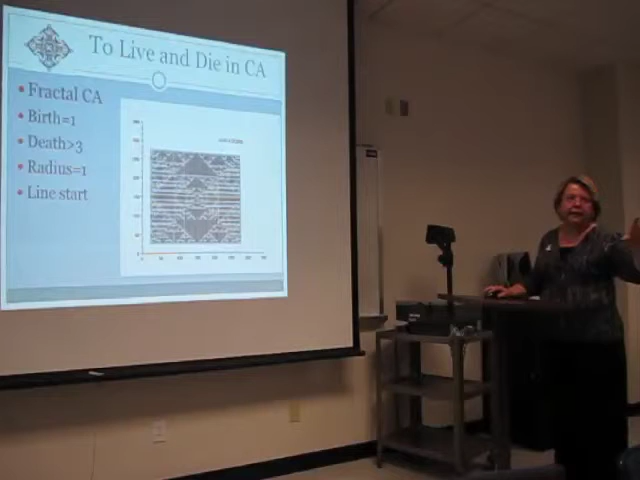 To Live and Die in CA
• Fractal CA
• Birth=1
• Death>3
• Radius=1
• Line start